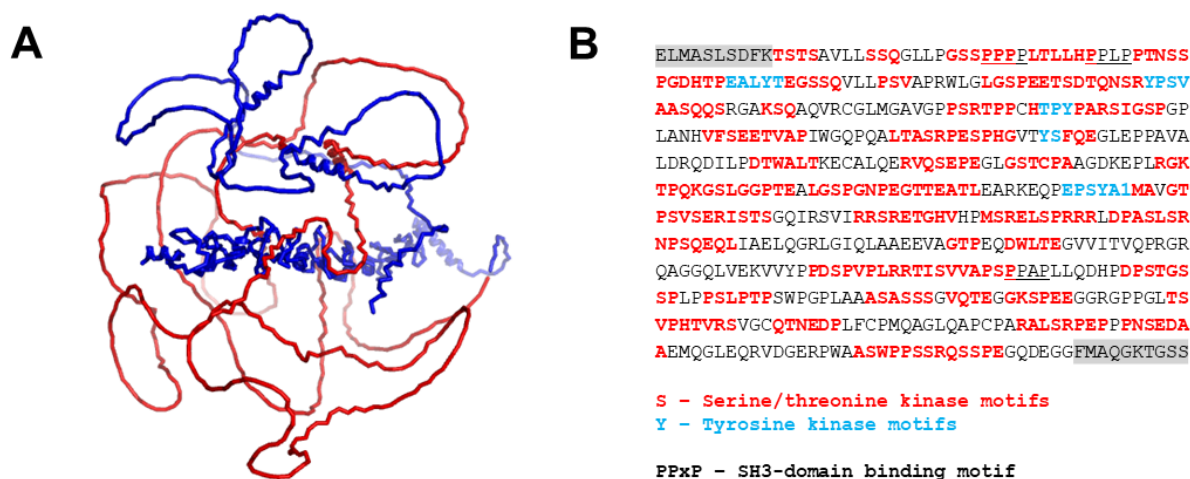 A
B
ELMASLSDFKTSTSAVLLSSQGLLPGSSPPPPLTLLHPPLPPTNSS
PGDHTPEALYTEGSSQVLLPSVAPRWLGLGSPEETSDTQNSRYPSV
AASQQSRGAKSQAQVRCGLMGAVGPPSRTPPCHTPYPARSIGSPGP
LANHVFSEETVAPIWGQPQALTASRPESPHGVTYSFQEGLEPPAVA
LDRQDILPDTWALTKECALQERVQSEPEGLGSTCPAAGDKEPLRGK
TPQKGSLGGPTEALGSPGNPEGTTEATLEARKEQPEPSYA1MAVGT
PSVSERISTSGQIRSVIRRSRETGHVHPMSRELSPRRRLDPASLSR
NPSQEQLIAELQGRLGIQLAAEEVAGTPEQDWLTEGVVITVQPRGR
QAGGQLVEKVVYPPDSPVPLRRTISVVAPSPPAPLLQDHPDPSTGS
SPLPPSLPTPSWPGPLAAASASSSGVQTEGGKSPEEGGRGPPGLTS
VPHTVRSVGCQTNEDPLFCPMQAGLQAPCPARALSRPEPPPNSEDA
AEMQGLEQRVDGERPWAASWPPSSRQSSPEGQDEGGFMAQGKTGSS
S – Serine/threonine kinase motifs
Y – Tyrosine kinase motifs
PPxP – SH3-domain binding motif